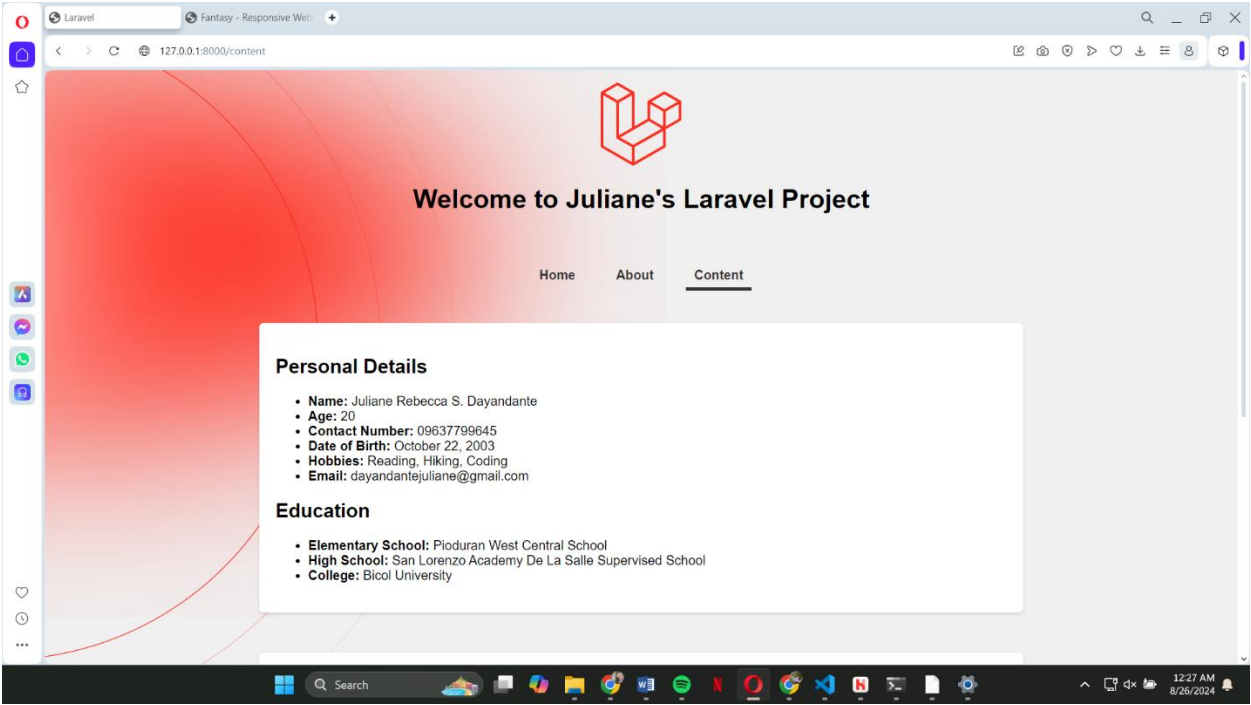 Laravel
Fantasy - Responsive Web
127.0.0.1:8000/content
Welcome to Juliane's Laravel Project
Home About Content
Personal Details
• Name: Juliane Rebecca S. Dayandante
• Age: 20
• Contact Number: 09637799645
• Date of Birth: October 22, 2003
• Hobbies: Reading, Hiking, Coding
• Email: dayandantejuliane@gmail.com
Education
• Elementary School: Pioduran West Central School
• High School: San Lorenzo Academy De La Salle Supervised School
• College: Bicol University
Search
12:27 AM
8/26/2024